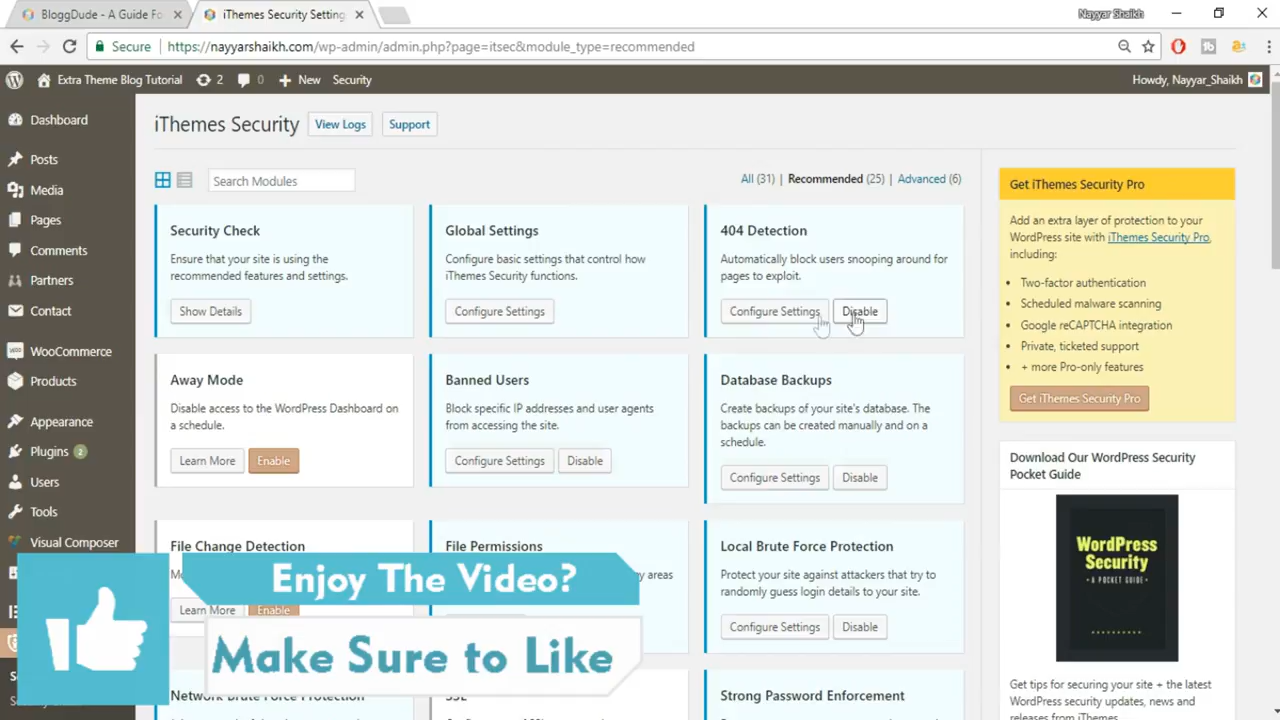 BloggDude - A Guide Fo
iThemes Security Setting
Nayyar Shaikh
Secure
https://nayyarshaikh.com/wp-admin/admin.php?page=itsec&module_type=recommended
Extra Theme Blog Tutorial
2
0
New
Security
Howdy, Nayyar_Shaikh
Dashboard
Posts
Media
Pages
Comments
Partners
Contact
WooCommerce
Products
Appearance
Plugins 2
Users
Tools
Visual Composer
iThemes Security
View Logs
Support
Search Modules
All (31) | Recommended (25) | Advanced (6)
Security Check
Ensure that your site is using the
recommended features and settings.
Show Details
Global Settings
Configure basic settings that control how
iThemes Security functions.
Configure Settings
404 Detection
Automatically block users snooping around for
pages to exploit.
Configure Settings
Disable
Away Mode
Disable access to the WordPress Dashboard on
a schedule.
Learn More
Enable
Banned Users
Block specific IP addresses and user agents
from accessing the site.
Configure Settings
Disable
Database Backups
Create backups of your site's database. The
backups can be created manually and on a
schedule.
Configure Settings
Disable
File Change Detection
Learn More
Enable
File Permissions
areas
Local Brute Force Protection
Protect your site against attackers that try to
randomly guess login details to your site.
Configure Settings
Disable
Network Brute Force Protection
SSL
Strong Password Enforcement
Get iThemes Security Pro
Add an extra layer of protection to your
WordPress site with iThemes Security Pro,
including:
Two-factor authentication
Scheduled malware scanning
Google reCAPTCHA integration
Private, ticketed support
+ more Pro-only features
Get iThemes Security Pro
Download Our WordPress Security
Pocket Guide
WordPress
Security
A POCKET GUIDE
Get tips for securing your site + the latest
WordPress security updates, news and
releases from iThemes.
Enjoy The Video?
Make Sure to Like